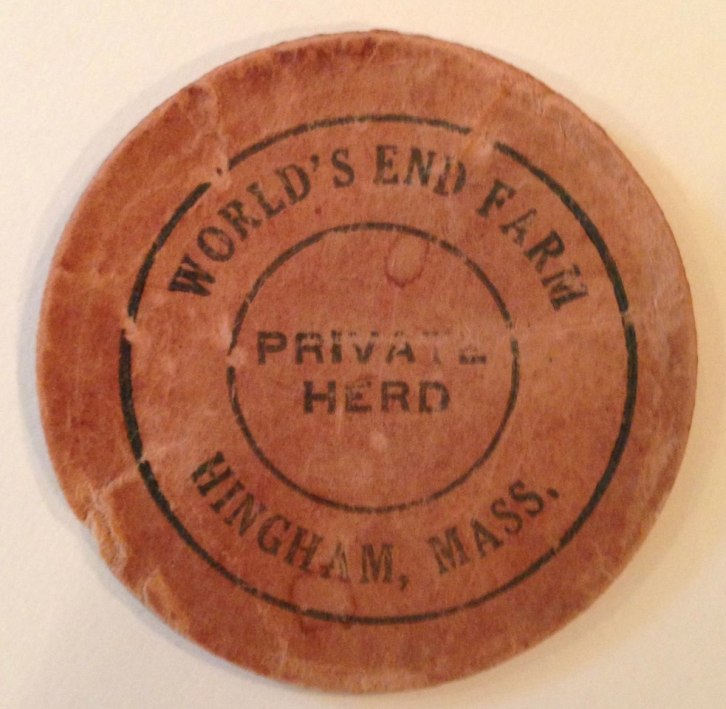 WORLD'S END FARM
PRIVATE
HERD
HINGHAM, MASS.